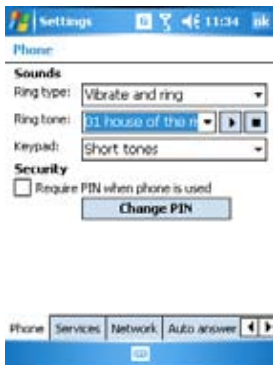 Settings 11:34 ok
Phone
Sounds
Ring type: Vibrate and ring
Ring tone: 01 house of the r
Keypad: Short tones
Security
Require PIN when phone is used
Change PIN
Phone Services Network Auto answer